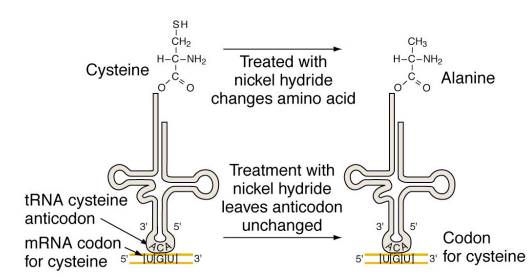 SH
CH2
H–C–NH2
C
O
O
Cysteine
Treated with
nickel hydride
changes amino acid
CH3
H–C–NH2
C
O
O
Alanine
tRNA cysteine
anticodon
mRNA codon
for cysteine
Treatment with
nickel hydride
leaves anticodon
unchanged
3' 5'
ACA
5' UGU 3'
3' 5'
ACA
5' UGU 3'
Codon
for cysteine